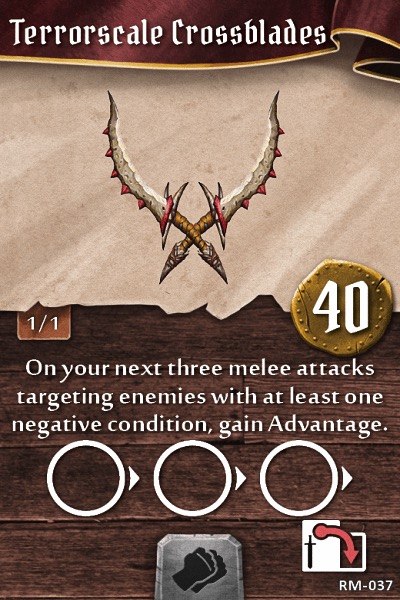 Terrorscale Crossblades
1/1
40
On your next three melee attacks
targeting enemies with at least one
negative condition, gain Advantage.
RM-037